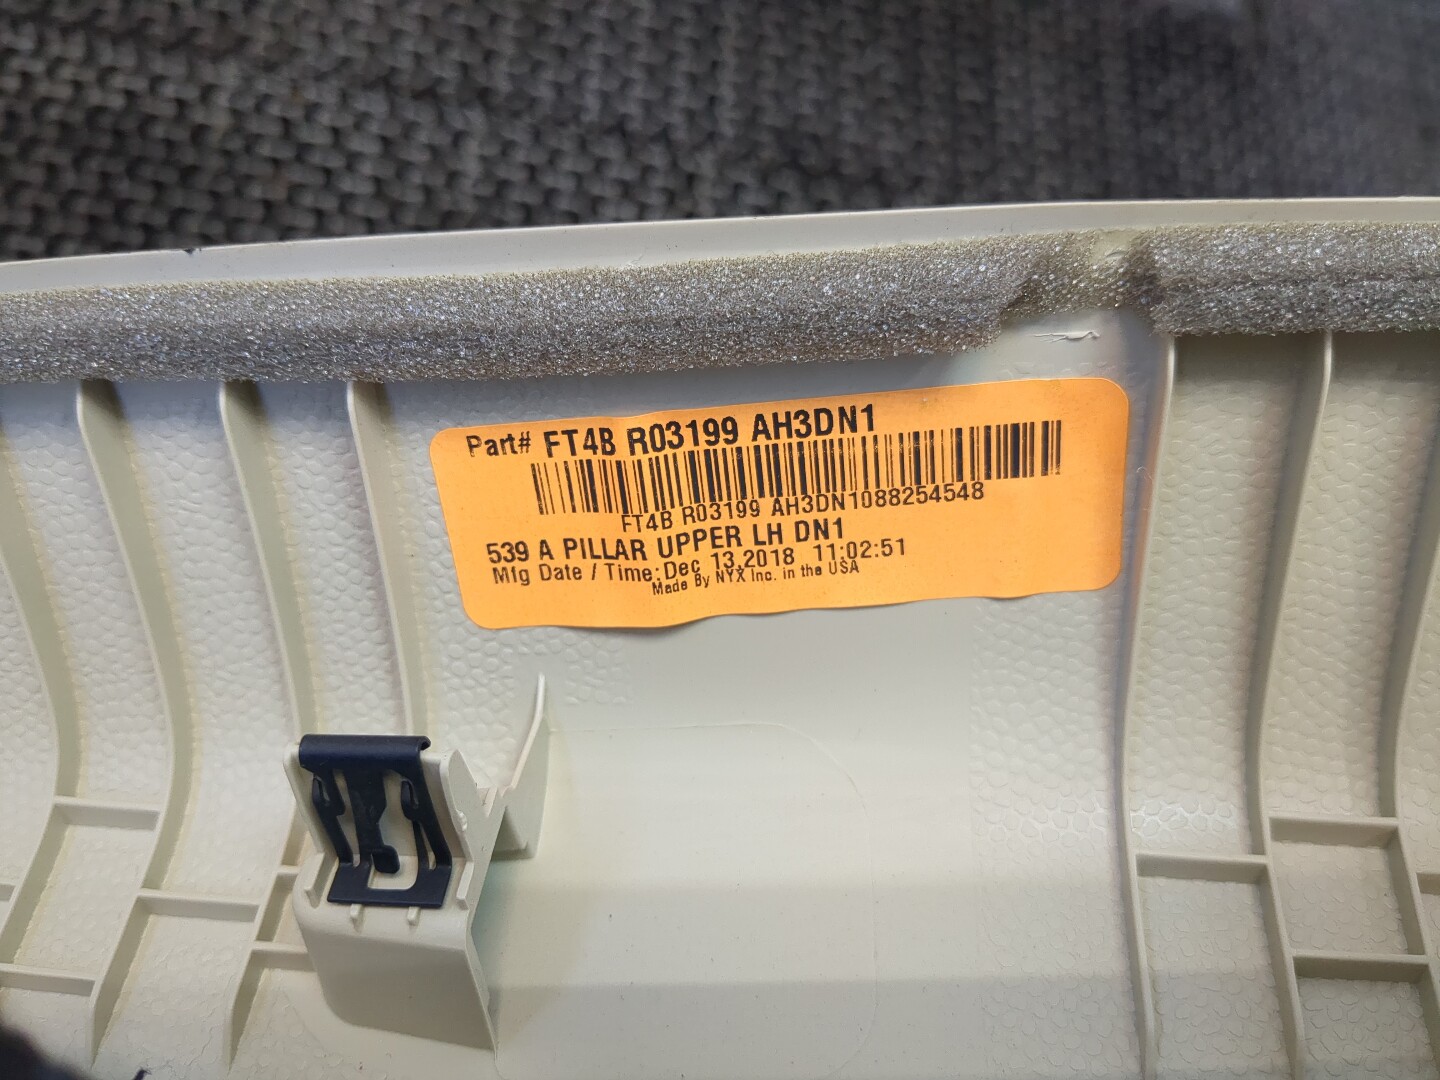 Part# FT4B R03199 AH3DN1
FT4B R03199 AH3DN1088254548
539 A PILLAR UPPER LH DN1
Mfg Date / Time: Dec 13,2018 11:02:51
Made By NYX Inc. in the USA